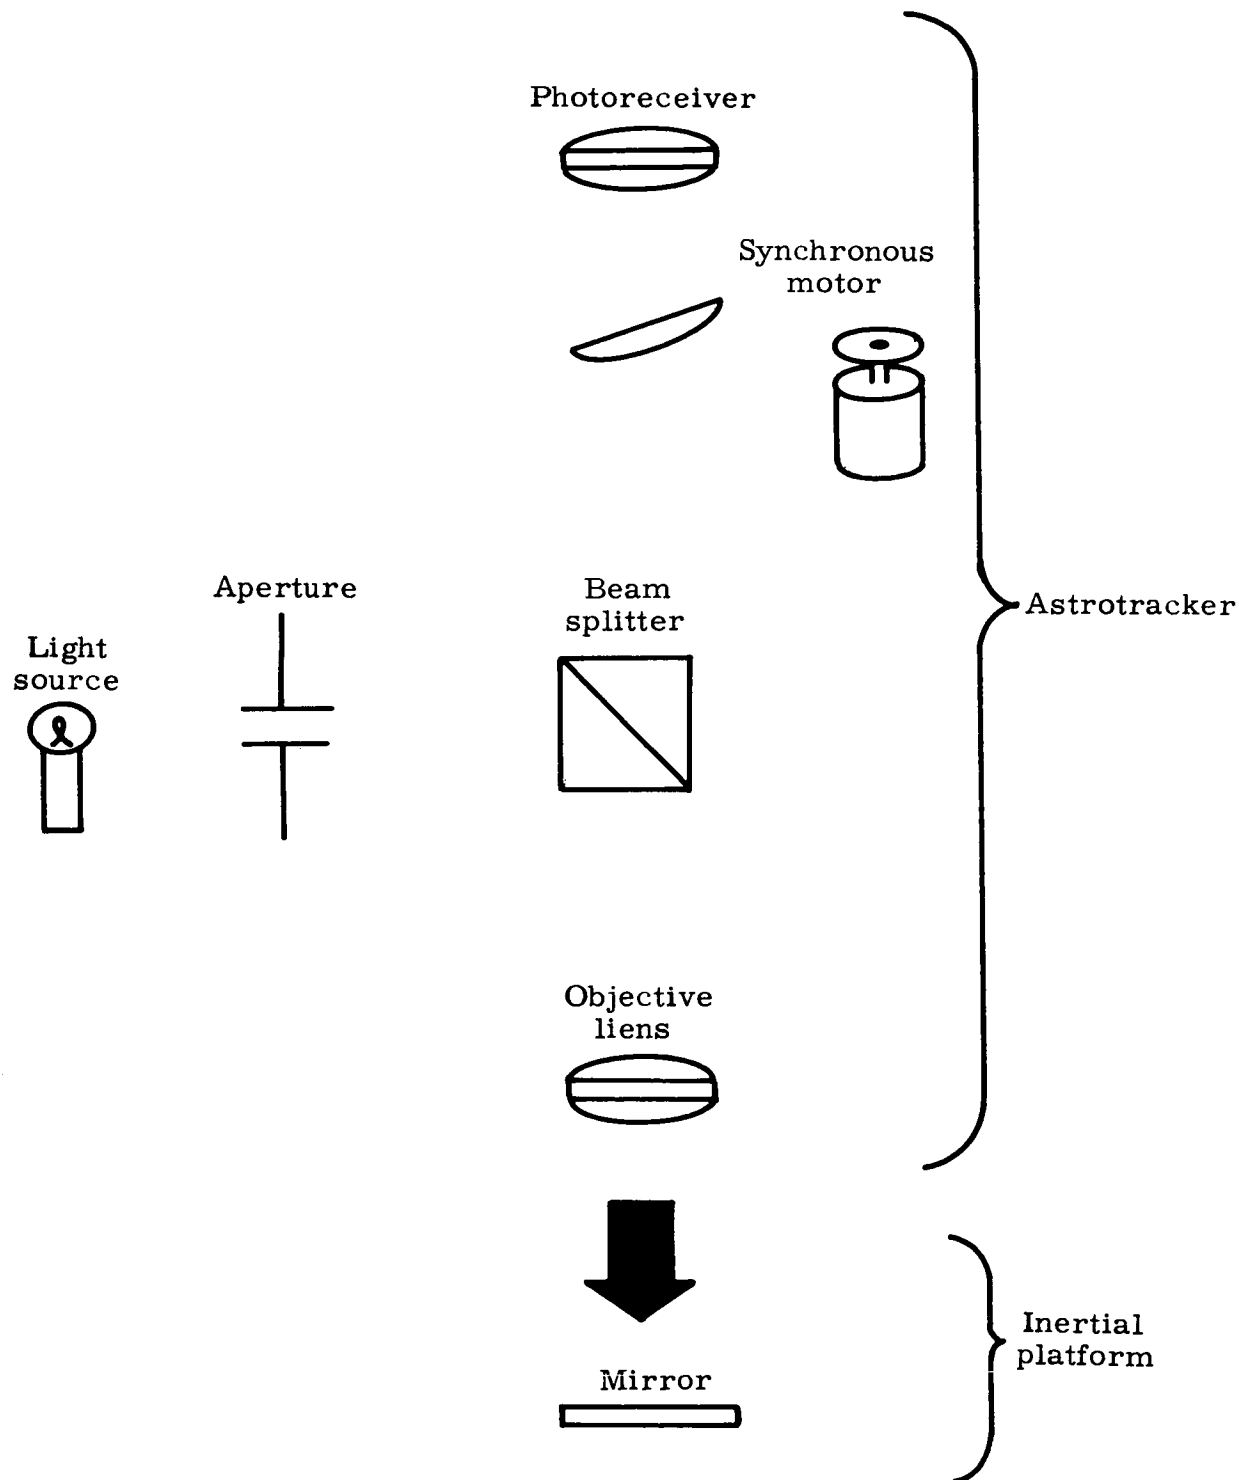 Photoreceiver
Synchronous
motor
Aperture
Beam
splitter
Light
source
Astrotracker
Objective
liens
Inertial
platform
Mirror